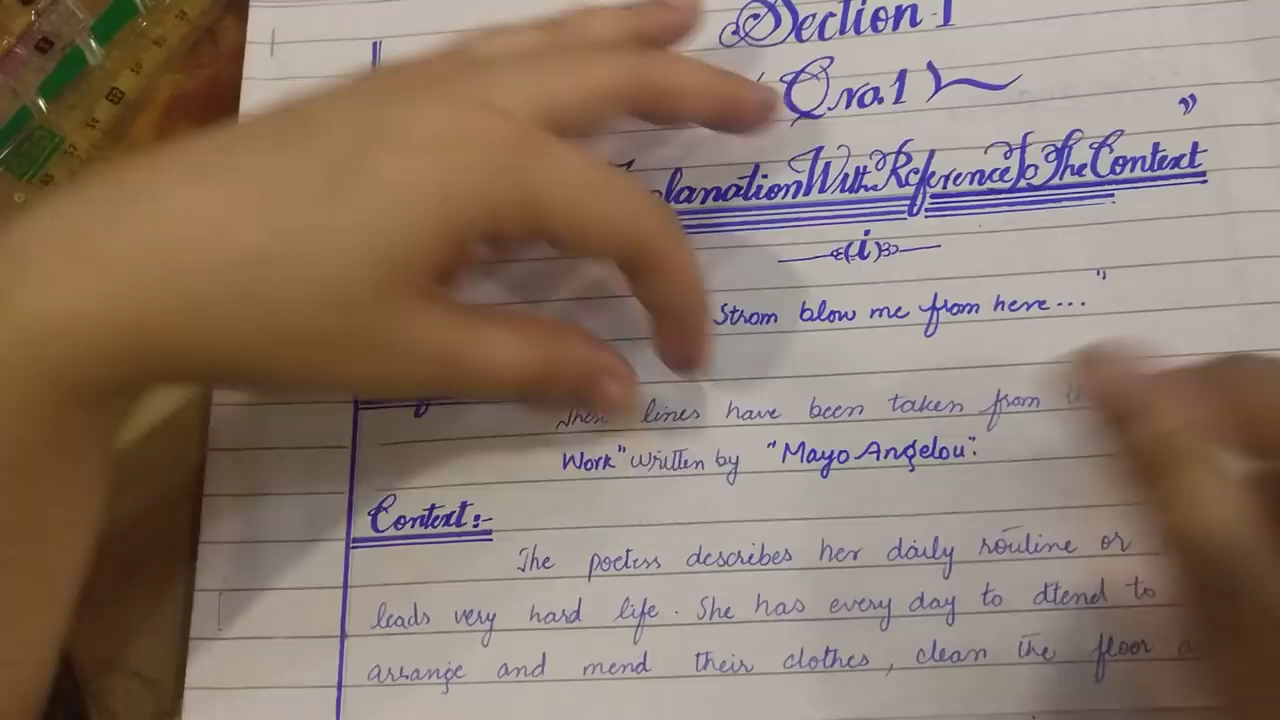 Section-1
Q no.1
"
lanation With Reference To The Context
(i)
Strom blow me from here..."
These lines have been taken from
Work" written by "Mayo Angelou".
Context:-
The poetess describes her daily routine or
leads very hard life. She has every day to attend to
arrange and mend their clothes, clean the floor a